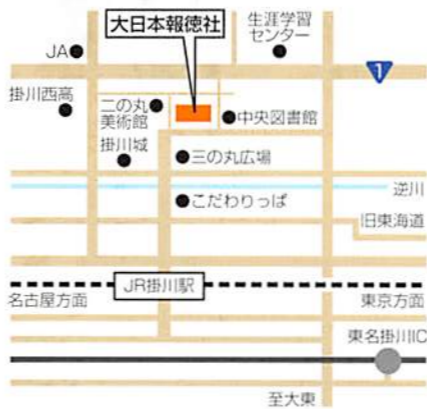 大日本報徳社
生涯学習
センター
JA
1
掛川西高
二の丸
美術館
中央図書館
掛川城
三の丸広場
逆川
こだわりっぱ
旧東海道
JR掛川駅
名古屋方面
東京方面
東名掛川IC
至大東